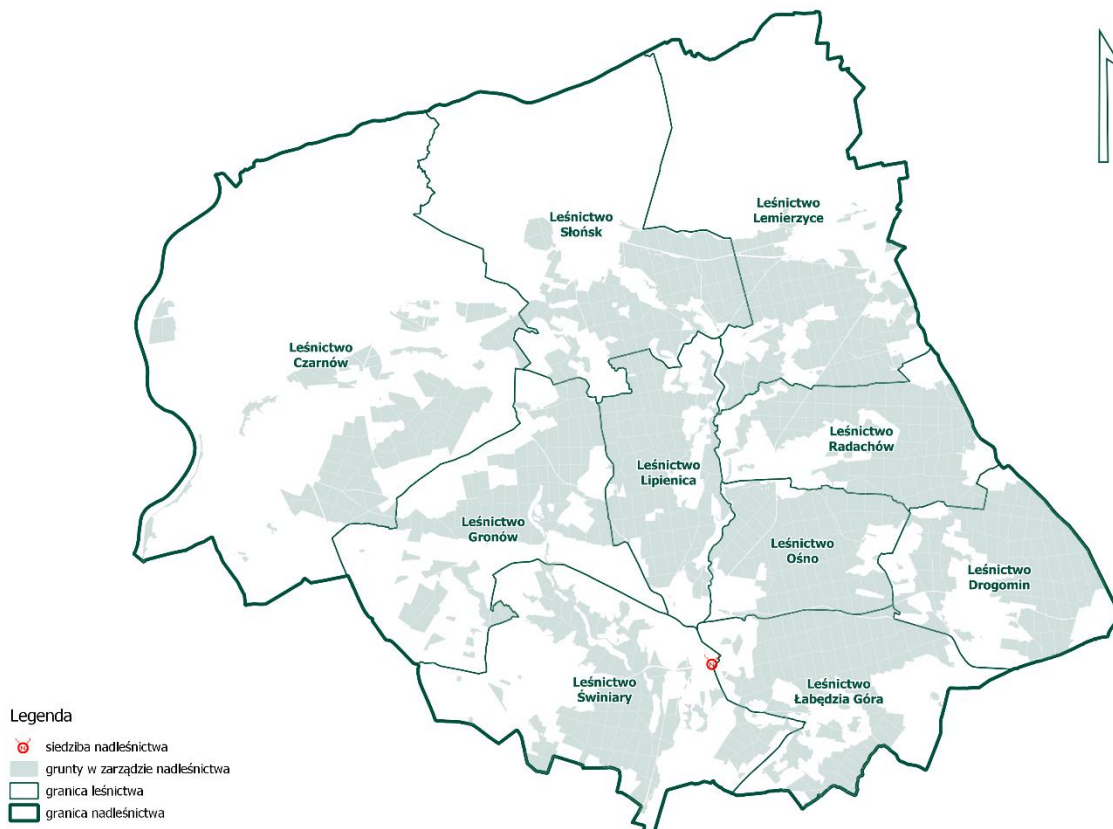 Leśnictwo
Lemierzyce
Leśnictwo
Słońsk
Leśnictwo
Czarnów
Leśnictwo
Radachów
Leśnictwo
Lipienica
Leśnictwo
Gronów
Leśnictwo
Ośno
Leśnictwo
Drogomin
Leśnictwo
Świniary
Leśnictwo
Łabędzia Góra
Legenda
siedziba nadleśnictwa
grunty w zarządzie nadleśnictwa
granica leśnictwa
granica nadleśnictwa